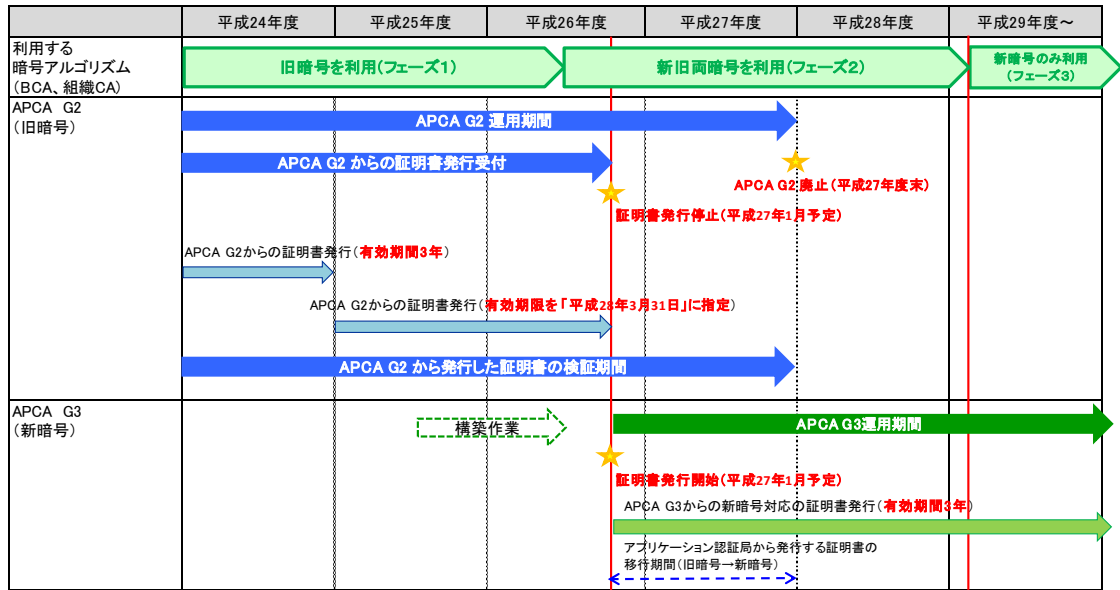 平成24年度 平成25年度 平成26年度 平成27年度 平成28年度 平成29年度～
利用する
暗号アルゴリズム
(BCA、組織CA)
旧暗号を利用(フェーズ1)
新旧両暗号を利用(フェーズ2)
新暗号のみ利用
(フェーズ3)
APCA G2
(旧暗号)
APCA G2 運用期間
APCA G2 からの証明書発行受付
APCA G2 廃止(平成27年度末)
証明書発行停止(平成27年1月予定)
APCA G2からの証明書発行(有効期間3年)
APCA G2からの証明書発行(有効期限を「平成28年3月31日」に指定)
APCA G2 から発行した証明書の検証期間
APCA G3
(新暗号)
構築作業
APCA G3運用期間
証明書発行開始(平成27年1月予定)
APCA G3からの新暗号対応の証明書発行(有効期間3年)
アプリケーション認証局から発行する証明書の
移行期間(旧暗号→新暗号)